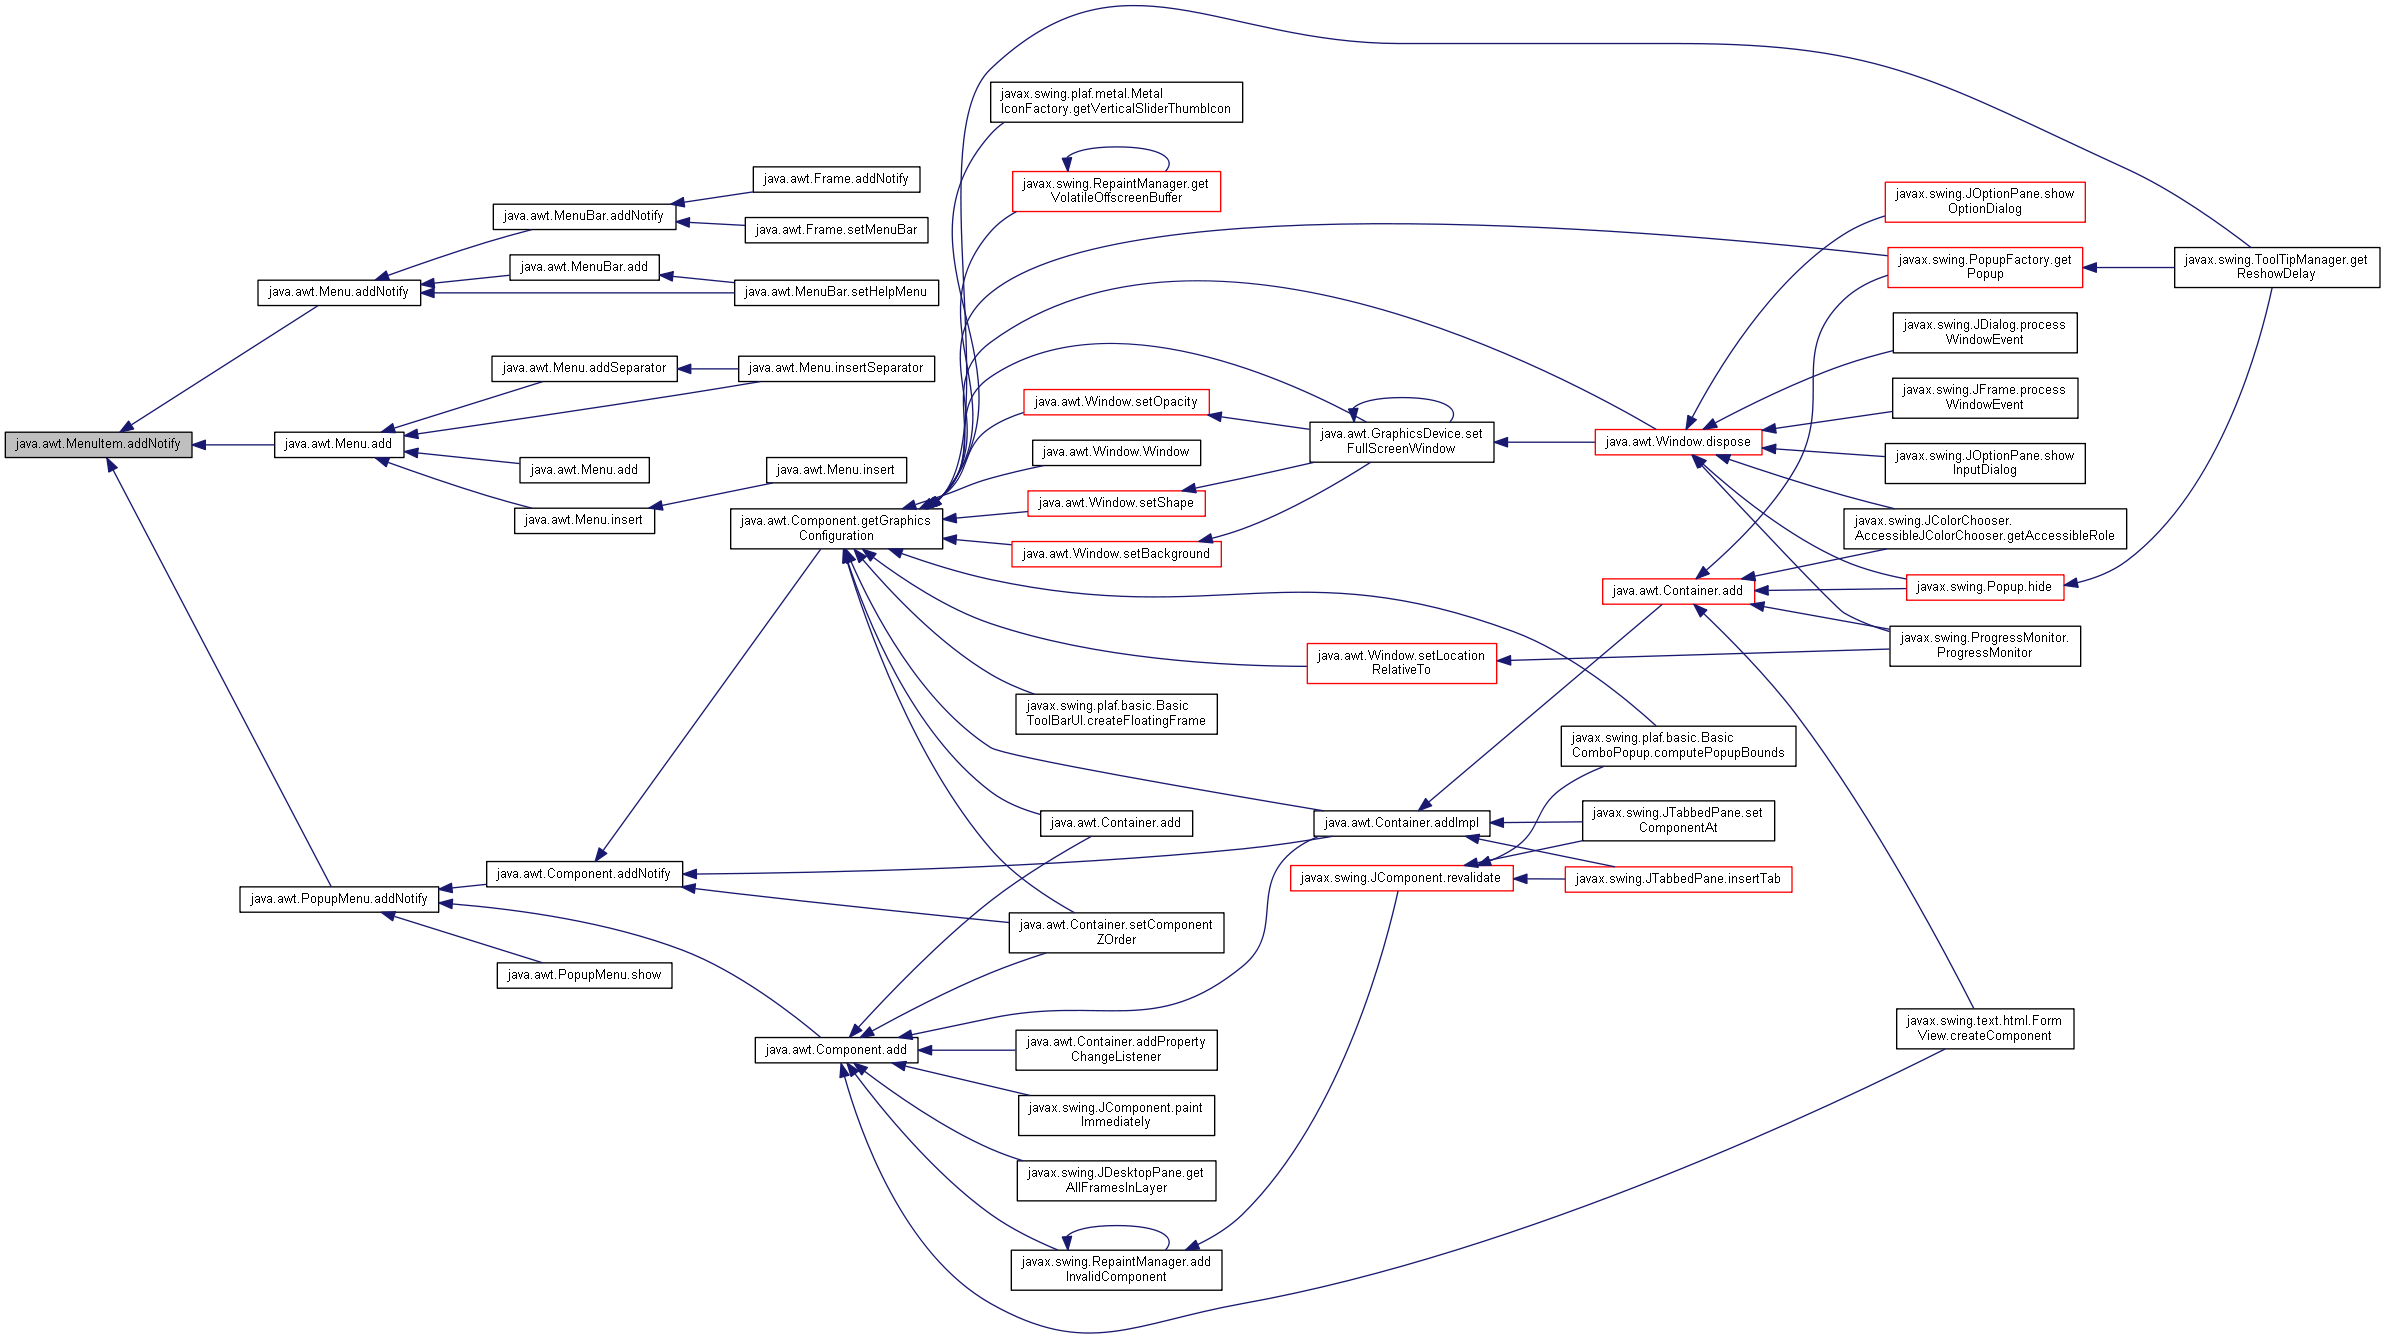 java.awt.MenuItem.addNotify
java.awt.Menu.addNotify
java.awt.MenuBar.addNotify
java.awt.Frame.addNotify
java.awt.Frame.setMenuBar
java.awt.MenuBar.add
java.awt.MenuBar.setHelpMenu
java.awt.Menu.add
java.awt.Menu.addSeparator
java.awt.Menu.insertSeparator
java.awt.Menu.add
java.awt.Menu.insert
java.awt.Menu.insert
java.awt.PopupMenu.addNotify
java.awt.Component.addNotify
java.awt.PopupMenu.show
java.awt.Component.getGraphics
Configuration
java.awt.Component.add
javax.swing.plaf.metal.Metal
IconFactory.getVerticalSliderThumbIcon
javax.swing.RepaintManager.get
VolatileOffscreenBuffer
java.awt.Window.setOpacity
java.awt.Window.Window
java.awt.Window.setShape
java.awt.Window.setBackground
javax.swing.plaf.basic.Basic
ToolBarUI.createFloatingFrame
java.awt.Container.add
java.awt.Container.setComponent
ZOrder
java.awt.Container.addProperty
ChangeListener
javax.swing.JComponent.paint
Immediately
javax.swing.JDesktopPane.get
AllFramesInLayer
javax.swing.RepaintManager.add
InvalidComponent
java.awt.GraphicsDevice.set
FullScreenWindow
java.awt.Window.setLocation
RelativeTo
java.awt.Container.addImpl
javax.swing.JComponent.revalidate
java.awt.Window.dispose
java.awt.Container.add
javax.swing.plaf.basic.Basic
ComboPopup.computePopupBounds
javax.swing.JTabbedPane.set
ComponentAt
javax.swing.JTabbedPane.insertTab
javax.swing.JOptionPane.show
OptionDialog
javax.swing.PopupFactory.get
Popup
javax.swing.JDialog.process
WindowEvent
javax.swing.JFrame.process
WindowEvent
javax.swing.JOptionPane.show
InputDialog
javax.swing.JColorChooser.
AccessibleJColorChooser.getAccessibleRole
javax.swing.Popup.hide
javax.swing.ProgressMonitor.
ProgressMonitor
javax.swing.text.html.Form
View.createComponent
javax.swing.ToolTipManager.get
ReshowDelay